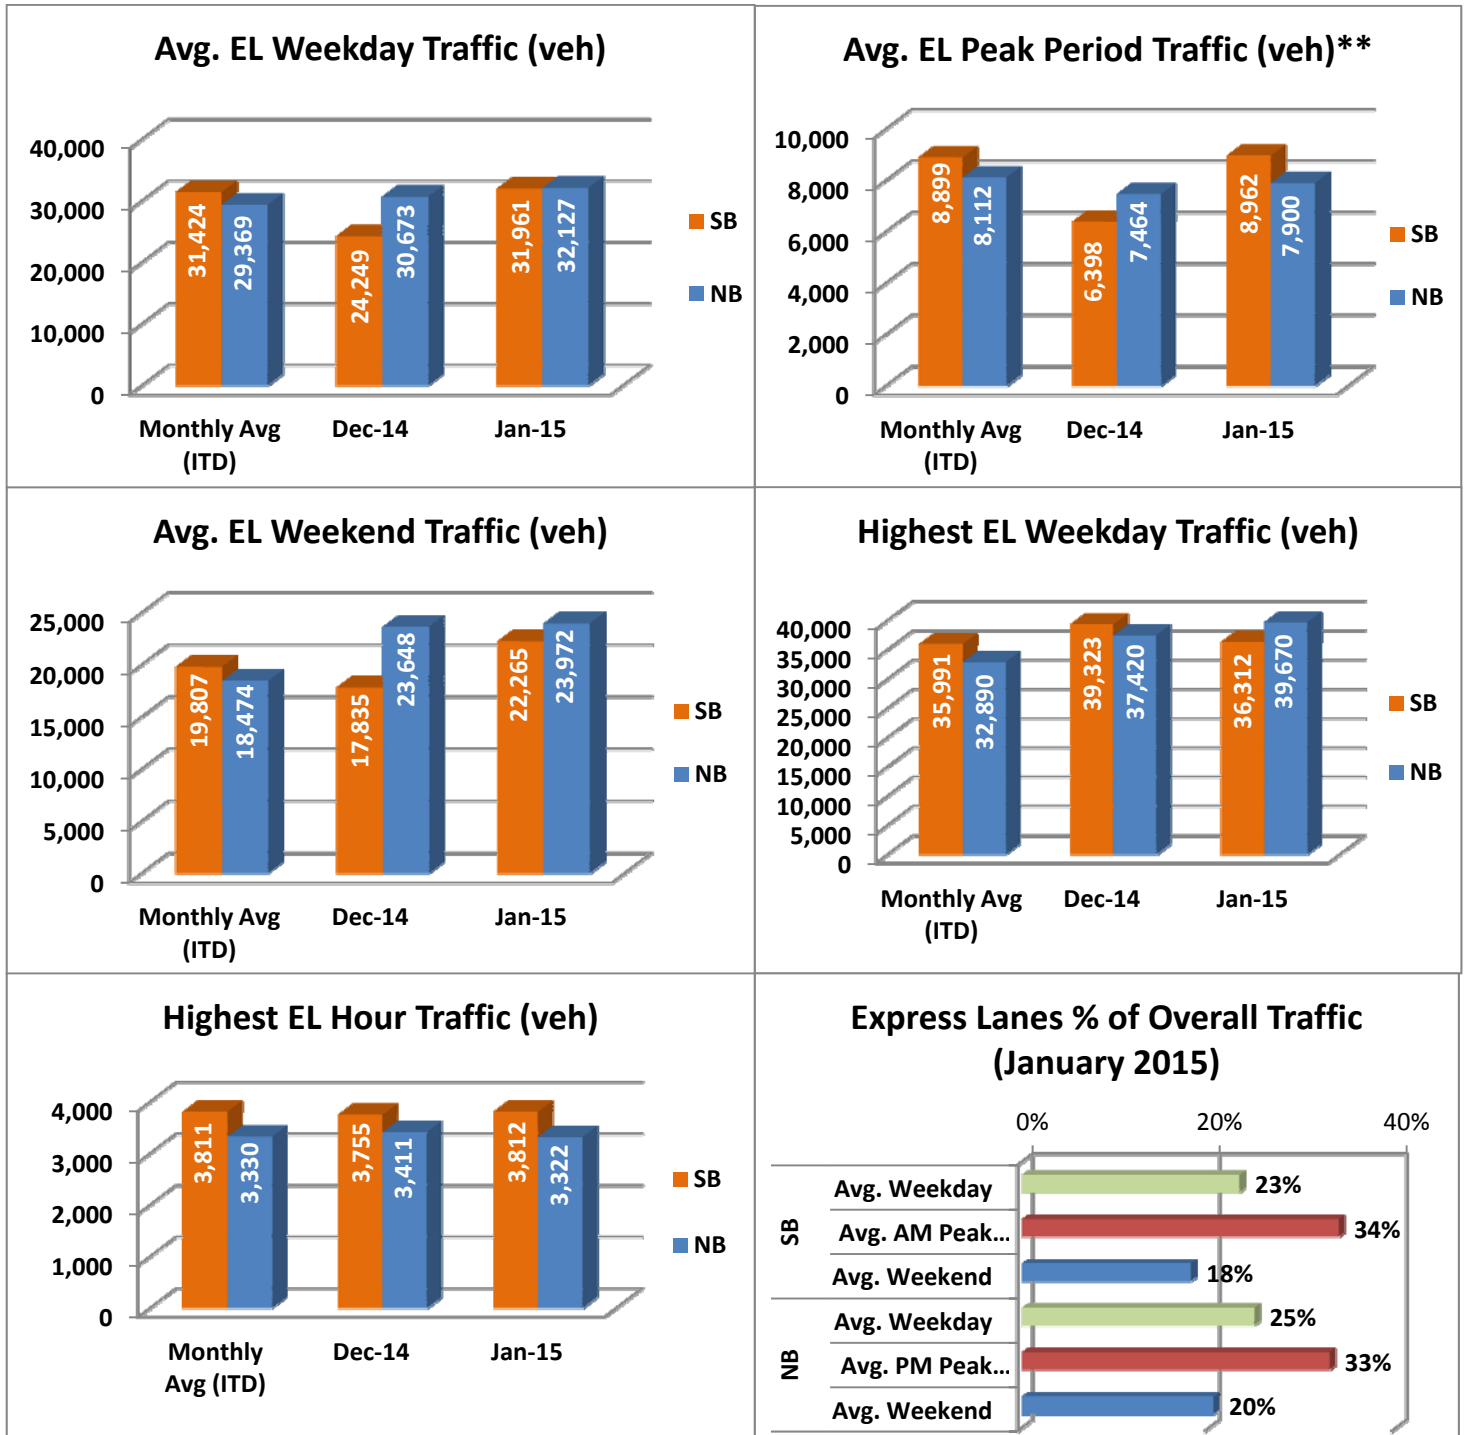 Avg. EL Weekday Traffic (veh)
40,000
30,000
20,000
10,000
0
31,424
29,369
24,249
30,673
31,961
32,127
Monthly Avg
(ITD)
Dec-14
Jan-15
SB
NB
Avg. EL Peak Period Traffic (veh)**
10,000
8,000
6,000
4,000
2,000
0
8,899
8,112
6,398
7,464
8,962
7,900
Monthly Avg
(ITD)
Dec-14
Jan-15
SB
NB
Avg. EL Weekend Traffic (veh)
25,000
20,000
15,000
10,000
5,000
0
19,807
18,474
17,835
23,648
22,265
23,972
Monthly Avg
(ITD)
Dec-14
Jan-15
SB
NB
Highest EL Weekday Traffic (veh)
40,000
35,000
30,000
25,000
20,000
15,000
10,000
5,000
0
35,991
32,890
39,323
37,420
36,312
39,670
Monthly Avg
(ITD)
Dec-14
Jan-15
SB
NB
Highest EL Hour Traffic (veh)
4,000
3,000
2,000
1,000
0
3,811
3,330
3,755
3,411
3,812
3,322
Monthly
Avg (ITD)
Dec-14
Jan-15
SB
NB
Express Lanes % of Overall Traffic
(January 2015)
0% 20% 40%
SB
Avg. Weekday 23%
Avg. AM Peak... 34%
Avg. Weekend 18%
NB
Avg. Weekday 25%
Avg. PM Peak... 33%
Avg. Weekend 20%